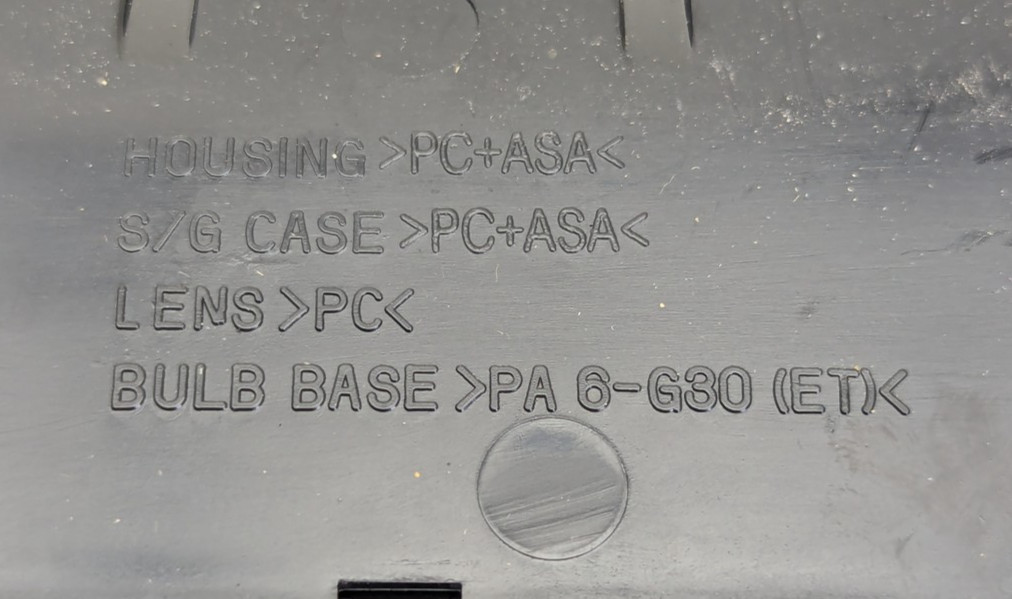 HOUSING >PC+ASA<
S/G CASE >PC+ASA<
LENS >PC<
BULB BASE >PA 6-G30 (ET)<